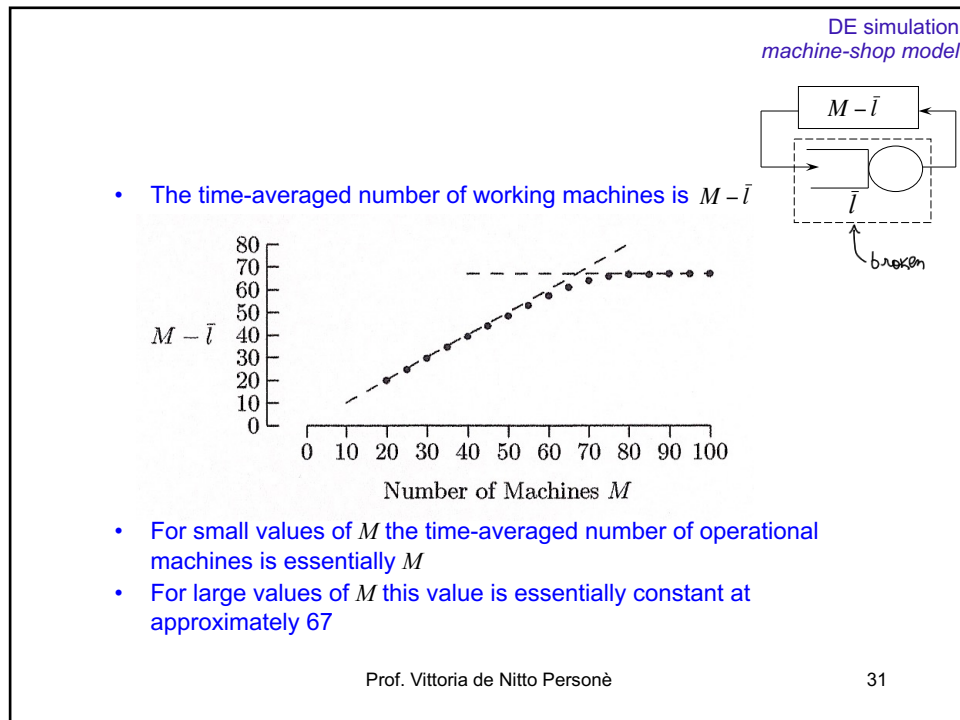 DE simulation
machine-shop model
M – l̄
l̄
broken
• The time-averaged number of working machines is M – l̄
80
70
60
50
40
30
20
10
0
M − l̄
0 10 20 30 40 50 60 70 80 90 100
Number of Machines M
• For small values of M the time-averaged number of operational
machines is essentially M
• For large values of M this value is essentially constant at
approximately 67
Prof. Vittoria de Nitto Personè 31